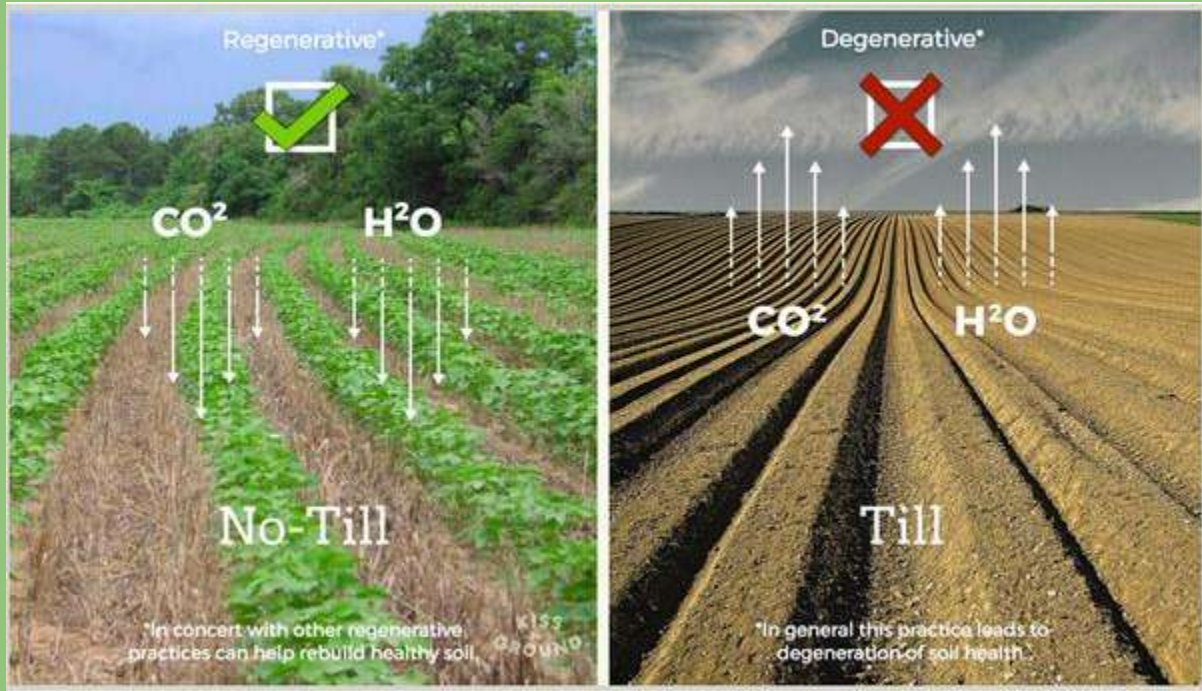 Regenerative*
CO² H²O
No-Till
*In concert with other regenerative
practices can help rebuild healthy soil.
KISS
GROUND
Degenerative*
CO² H²O
Till
*In general this practice leads to
degeneration of soil health.